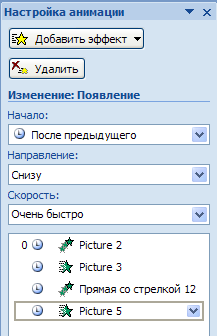 Настройка анимации
Добавить эффект
Удалить
Изменение: Появление
Начало:
После предыдущего
Направление:
Снизу
Скорость:
Очень быстро
0 Picture 2
Picture 3
Прямая со стрелкой 12
Picture 5